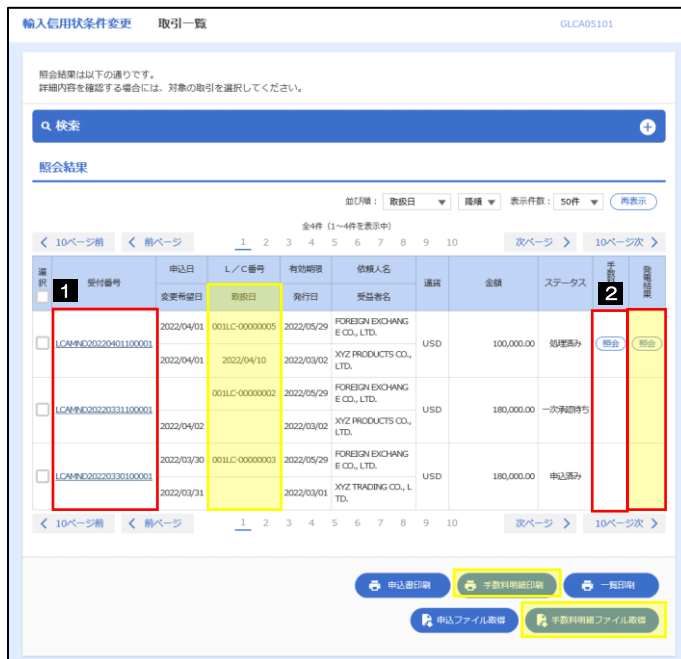 輸入信用状条件変更 取引一覧 GLCA05101
照会結果は以下の通りです。
詳細内容を確認する場合には、対象の取引を選択してください。
検索
照会結果
並び順： 取扱日 ▼ 降順 ▼ 表示件数： 50件 ▼ 再表示
全4件（1～4件を表示中）
< 10ページ前 < 前ページ 1 2 3 4 5 6 7 8 9 10 次ページ > 10ページ次 >
選択 受付番号 申込日 L／C番号 有効期限 依頼人名 通貨 金額 ステータス 手数料 発電結果
変更希望日 取扱日 発行日 受益者名
1
2
LCAMND20220401100001 2022/04/01 001LC-00000005 2022/05/29 FOREIGN EXCHANG
E CO., LTD.
USD 100,000.00 処理済み 照会 照会
2022/04/01 2022/04/10 2022/03/02 XYZ PRODUCTS CO.,
LTD.
LCAMND20220331100001 001LC-00000002 2022/05/29 FOREIGN EXCHANG
E CO., LTD.
USD 180,000.00 一次承認待ち
2022/04/02 2022/03/02 XYZ PRODUCTS CO.,
LTD.
LCAMND20220330100001 2022/03/30 001LC-00000003 2022/05/29 FOREIGN EXCHANG
E CO., LTD.
USD 180,000.00 申込済み
2022/03/31 2022/03/01 XYZ TRADING CO., L
TD.
< 10ページ前 < 前ページ 1 2 3 4 5 6 7 8 9 10 次ページ > 10ページ次 >
申込書印刷 手数料明細印刷 一覧印刷
申込ファイル取得 手数料明細ファイル取得